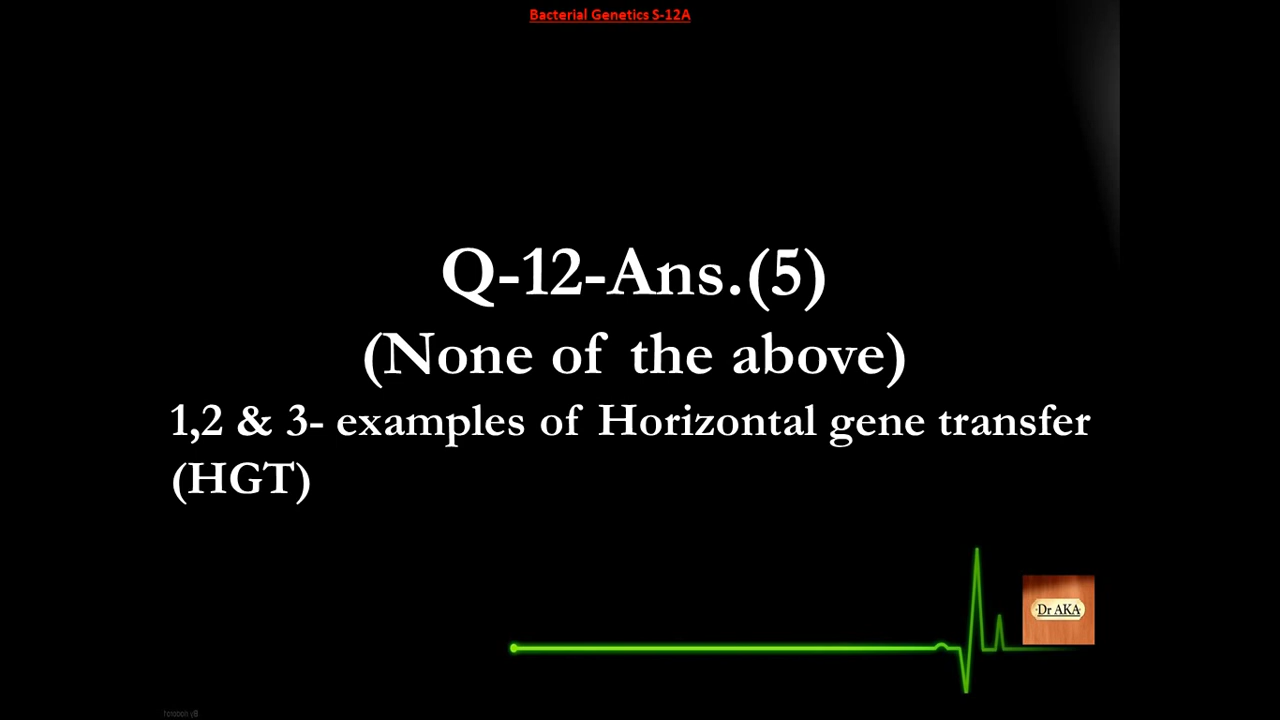 Bacterial Genetics S-12A
Q-12-Ans.(5)
(None of the above)
1,2 & 3- examples of Horizontal gene transfer
(HGT)
Dr AKA